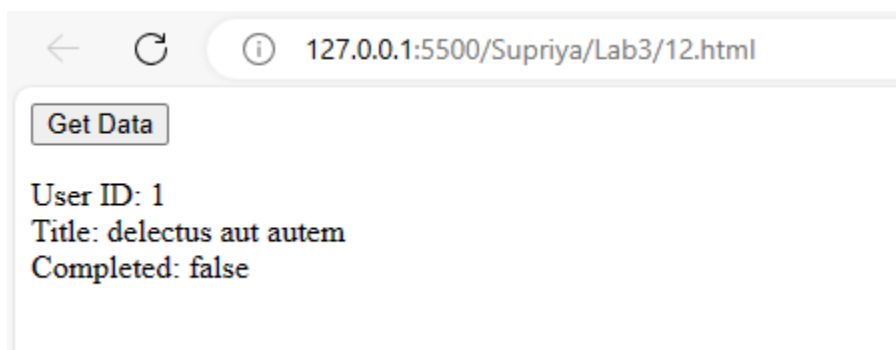 127.0.0.1:5500/Supriya/Lab3/12.html
Get Data
User ID: 1
Title: delectus aut autem
Completed: false